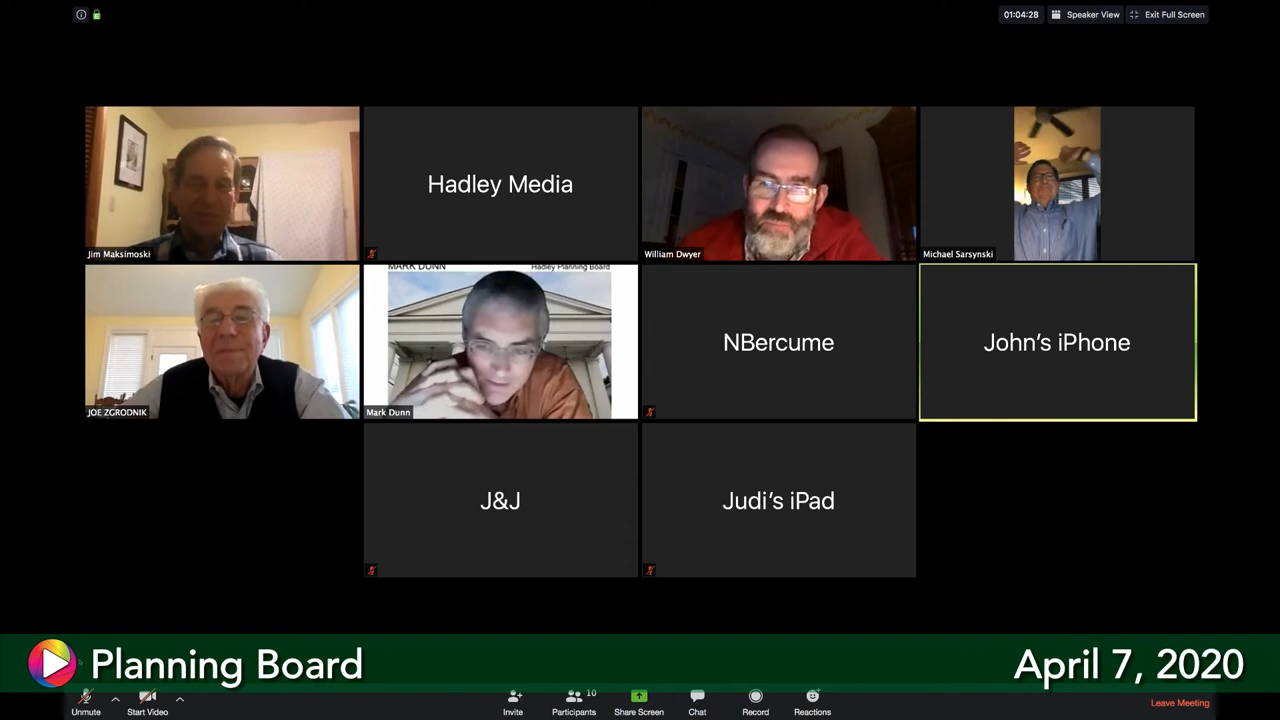 01:04:28
Speaker View
Exit Full Screen
Jim Maksimoski
Hadley Media
William Dwyer
Michael Sarsynski
JOE ZGRODNIK
MARK DUNN
Hadley Planning Board
Mark Dunn
NBercume
John's iPhone
J&J
Judi's iPad
Planning Board
April 7, 2020
Unmute
Start Video
Invite
Participants
10
Share Screen
Chat
Record
Reactions
Leave Meeting